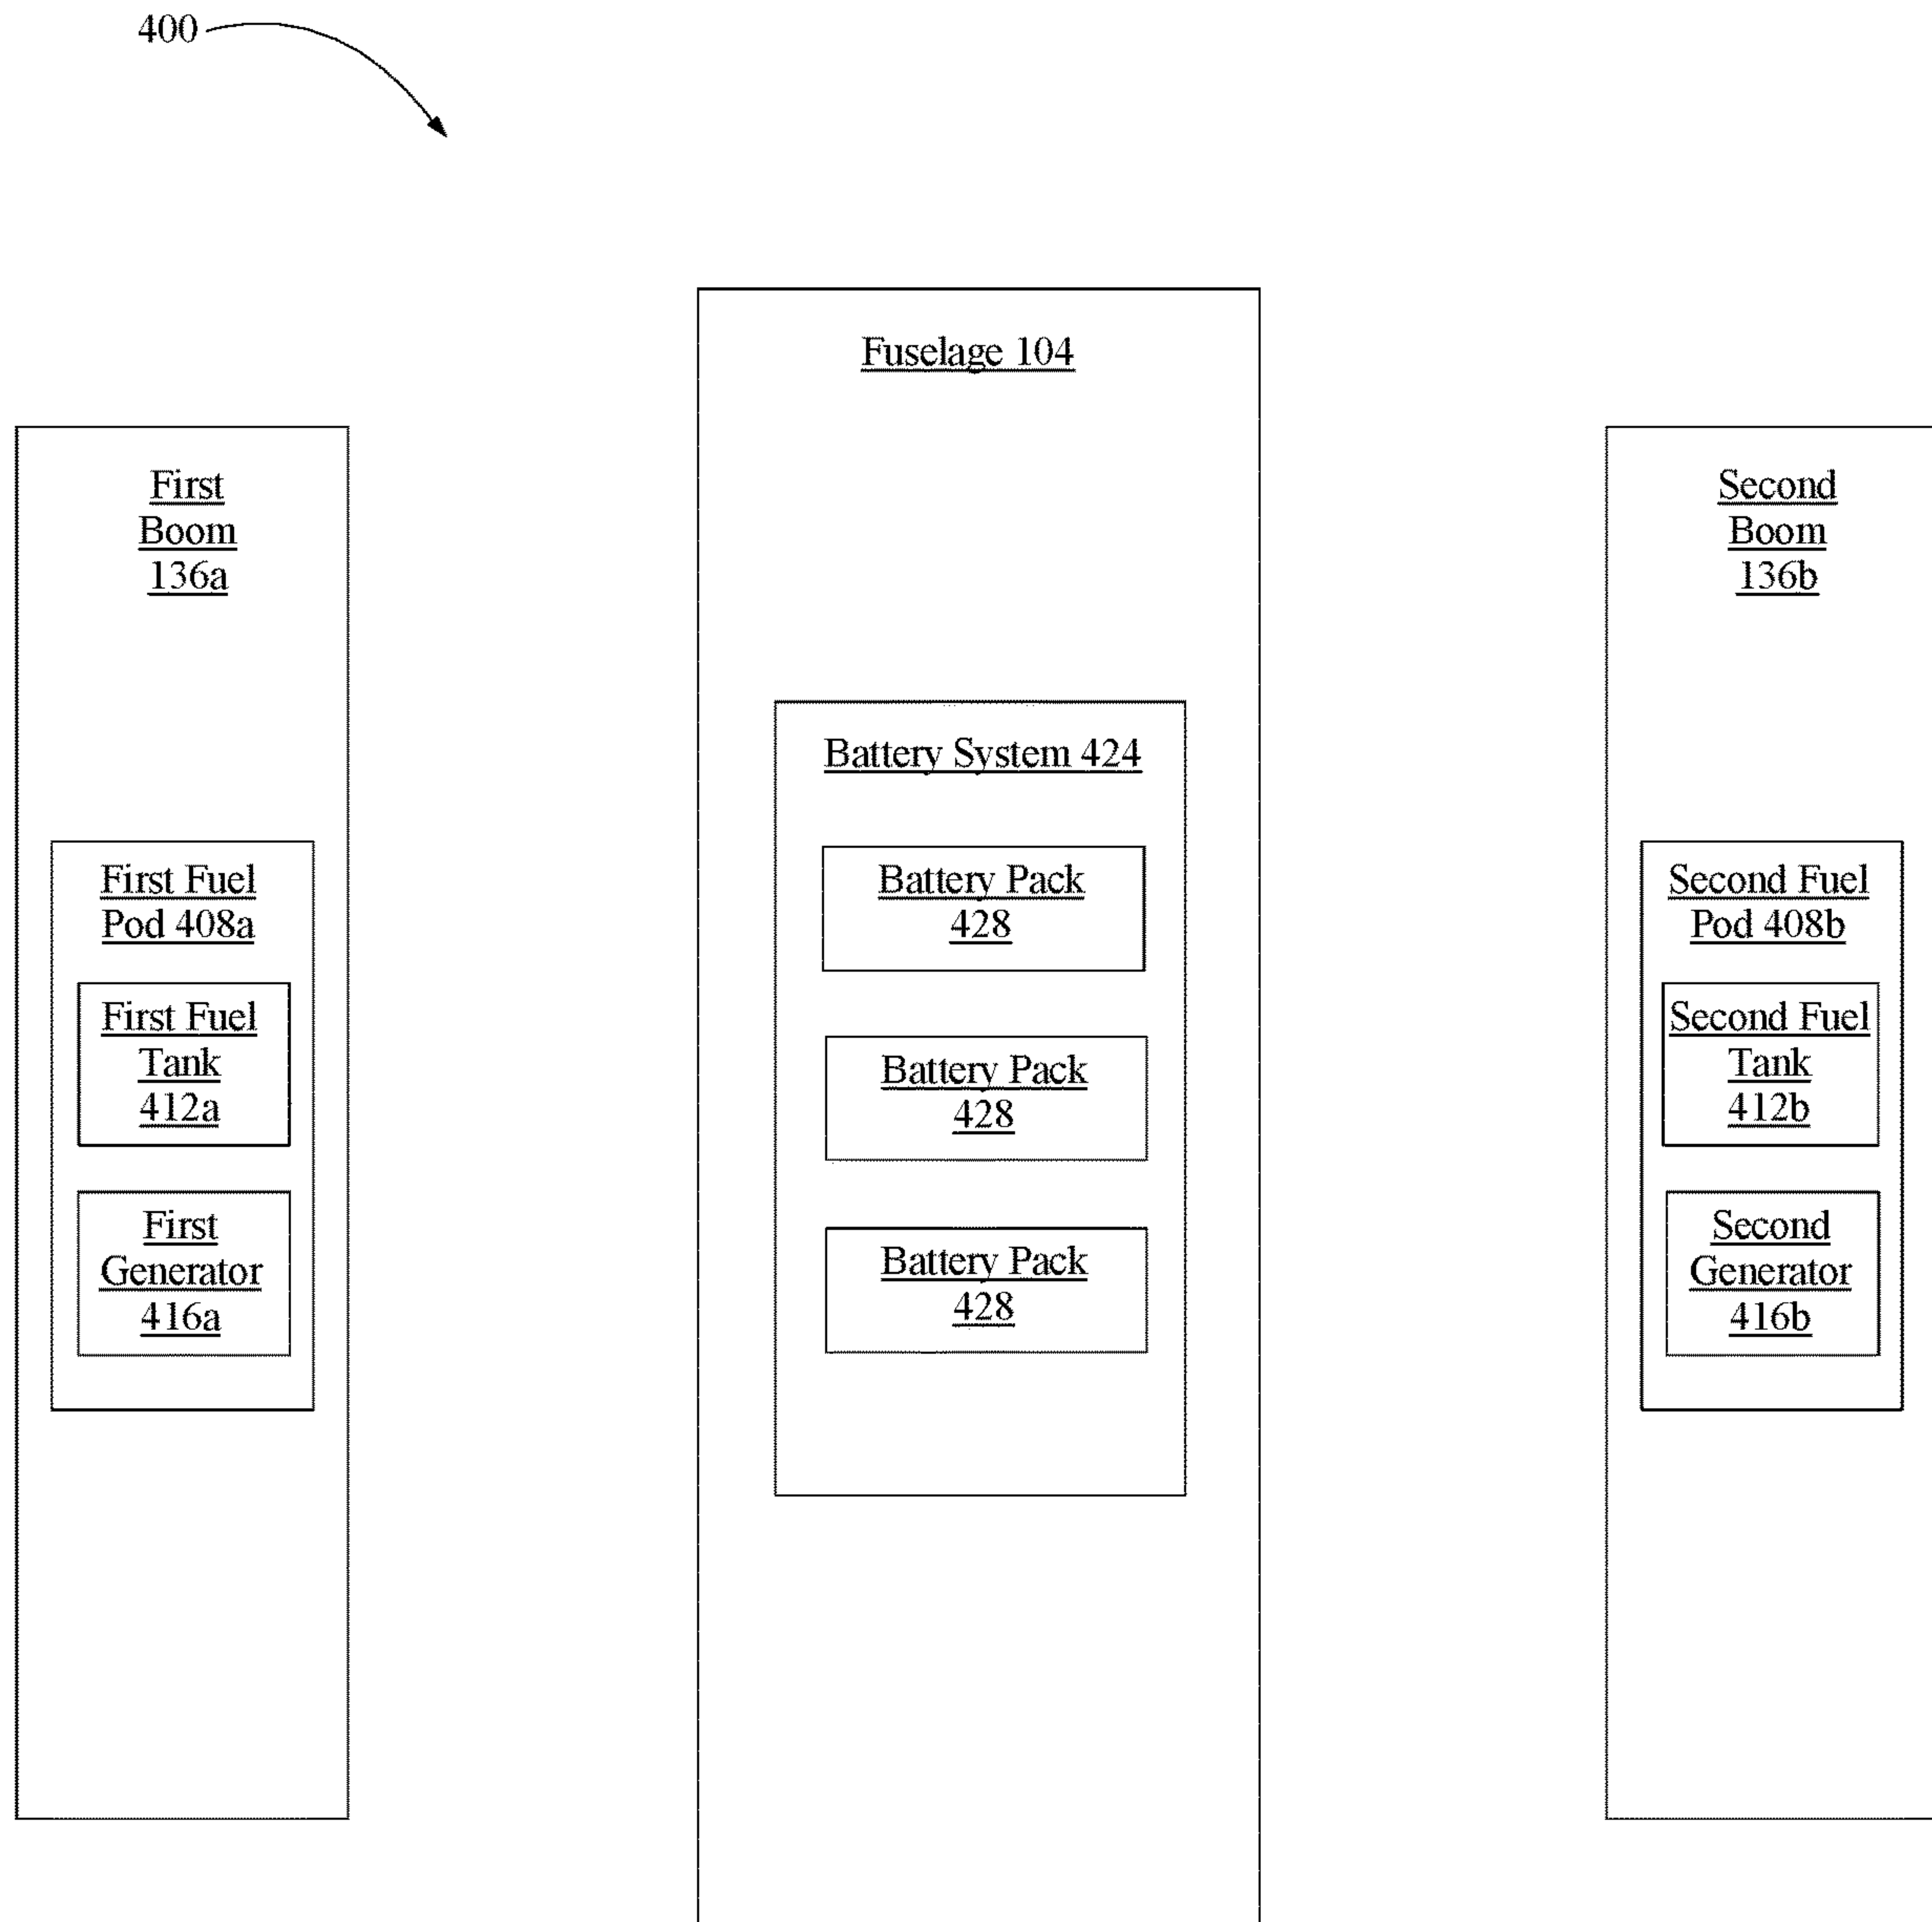 400
Fuselage 104
First
Boom
136a
Second
Boom
136b
Battery System 424
First Fuel
Pod 408a
First Fuel
Tank
412a
First
Generator
416a
Battery Pack
428
Battery Pack
428
Battery Pack
428
Second Fuel
Pod 408b
Second Fuel
Tank
412b
Second
Generator
416b